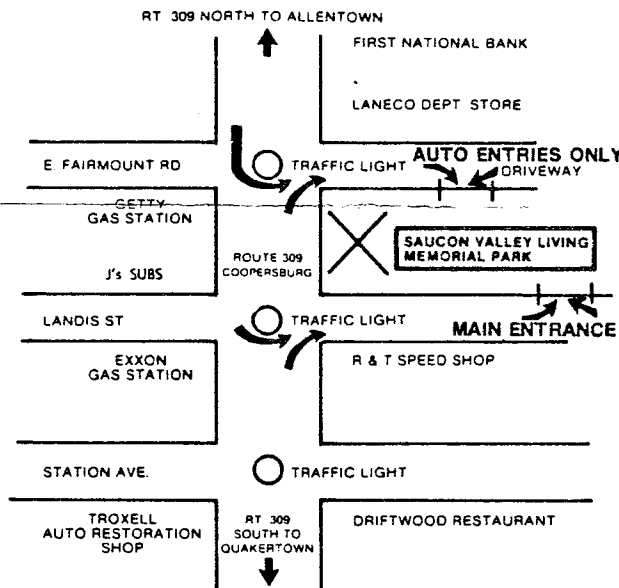 RT 309 NORTH TO ALLENTOWN
FIRST NATIONAL BANK
LANECO DEPT STORE
E. FAIRMOUNT RD
TRAFFIC LIGHT
AUTO ENTRIES ONLY
DRIVEWAY
GETTY
GAS STATION
J's SUBS
ROUTE 309
COOPERSBURG
SAUCON VALLEY LIVING
MEMORIAL PARK
LANDIS ST
TRAFFIC LIGHT
MAIN ENTRANCE
EXXON
GAS STATION
R & T SPEED SHOP
STATION AVE.
TRAFFIC LIGHT
TROXELL
AUTO RESTORATION
SHOP
RT 309
SOUTH TO
QUAKERTOWN
DRIFTWOOD RESTAURANT